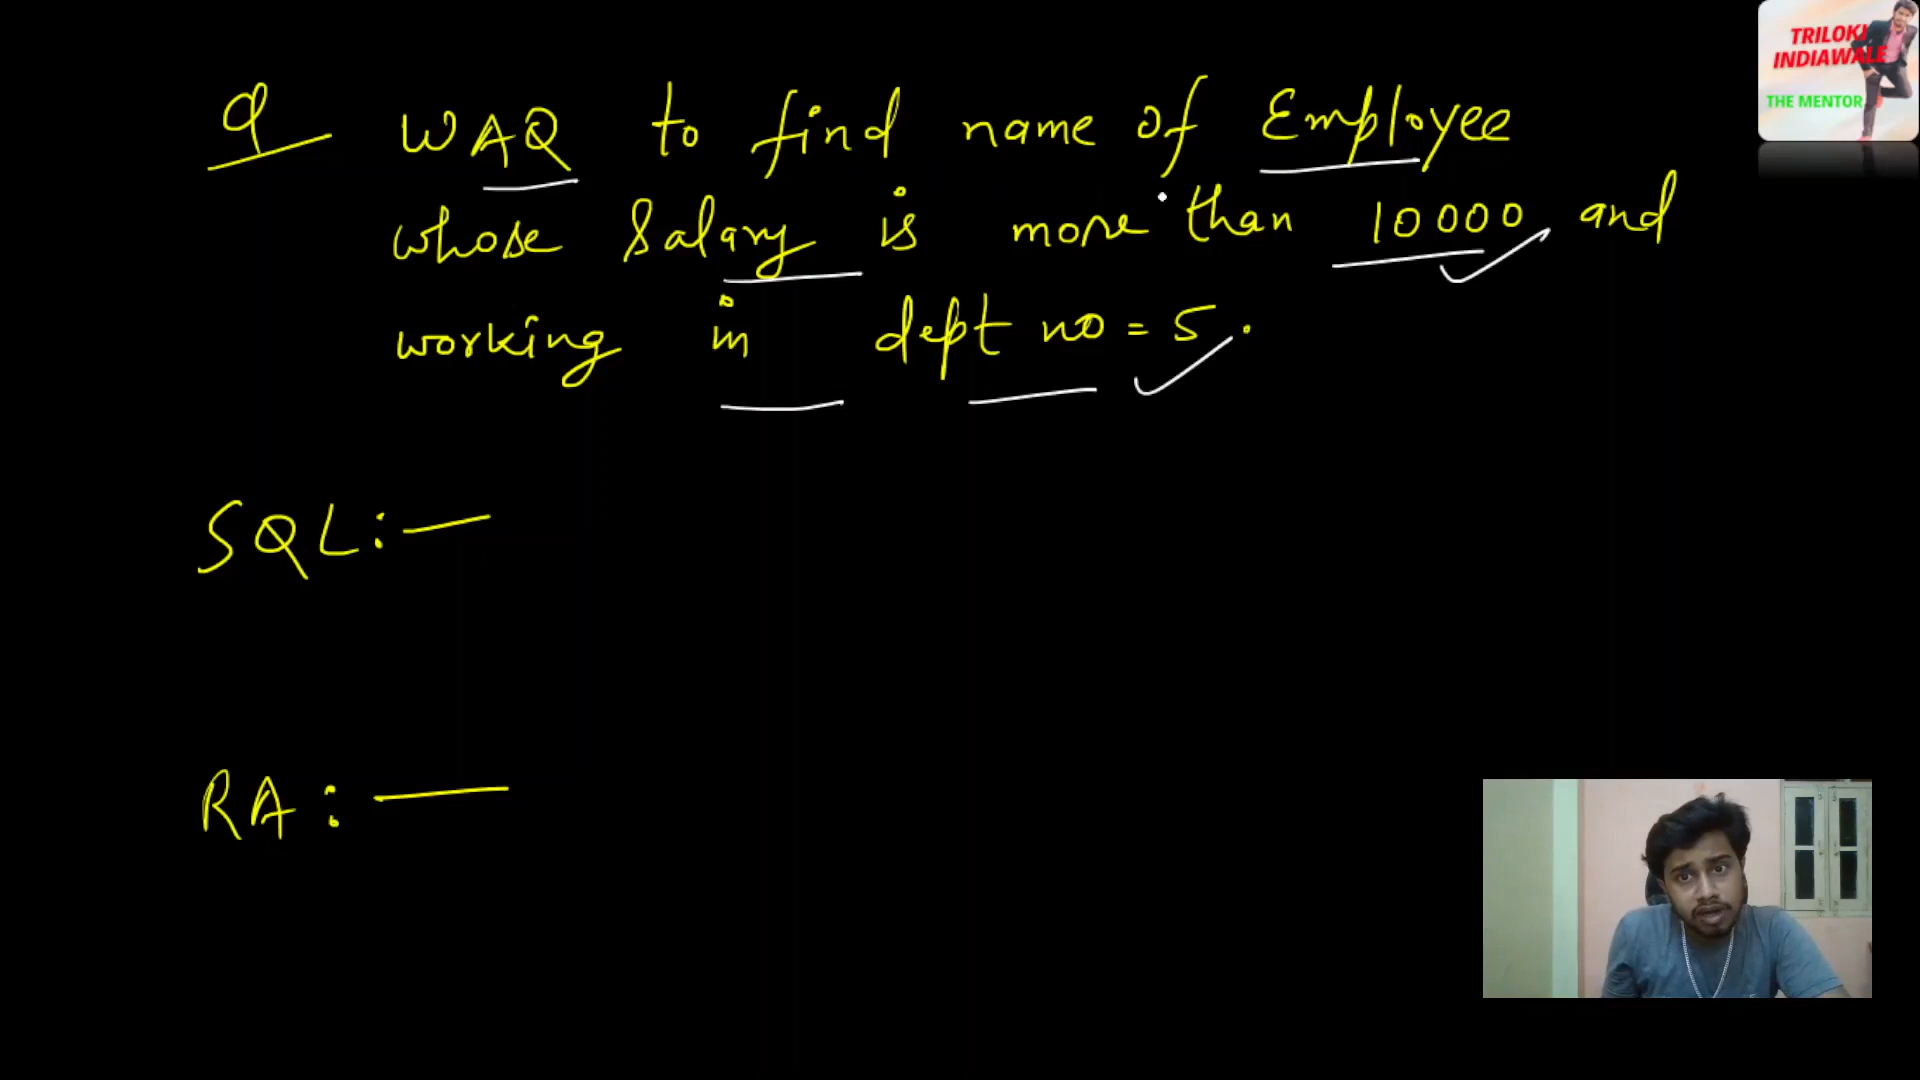 Q WAQ to find name of Employee
whose Salary is more than 10000 and
working in dept no = 5.
SQL:—
RA:—
TRILOKI
INDIAWALE
THE MENTOR